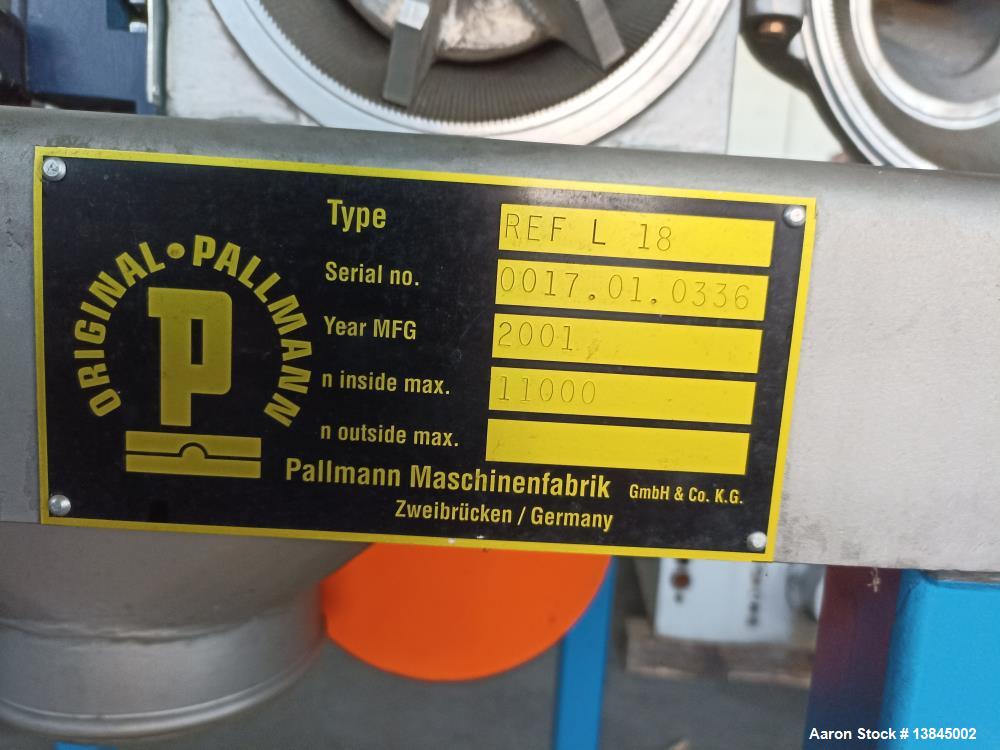 ORIGINAL • PALLMANN
P
Type REF L 18
Serial no. 0017.01.0336
Year MFG 2001
n inside max. 11000
n outside max.
Pallmann Maschinenfabrik GmbH & Co. K.G.
Zweibrücken / Germany
Aaron Stock # 13845002